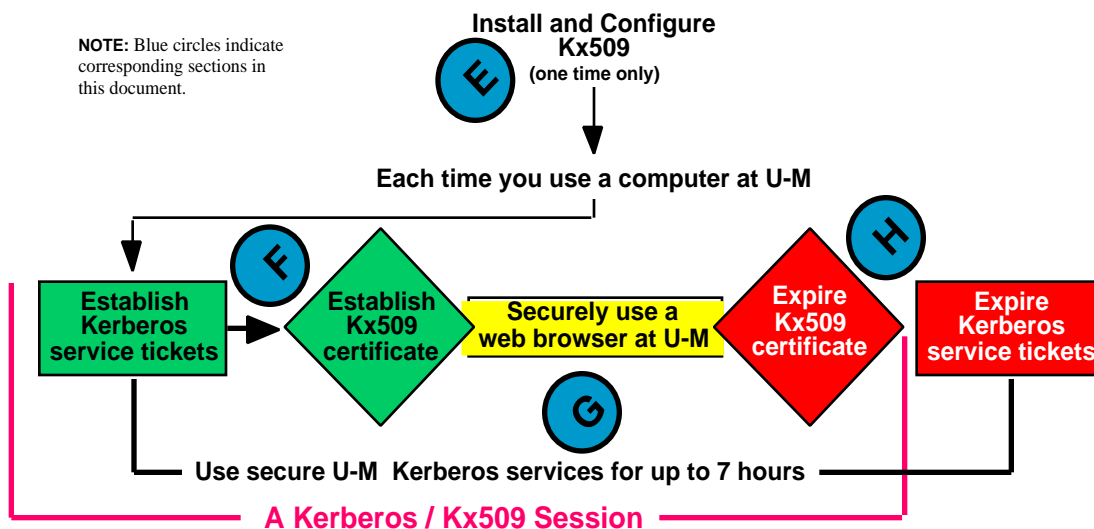 NOTE: Blue circles indicate
corresponding sections in
this document.
Install and Configure
Kx509
(one time only)
E
Each time you use a computer at U-M
F
H
Establish
Kerberos
service tickets
Establish
Kx509
certificate
Securely use a
web browser at U-M
Expire
Kx509
certificate
Expire
Kerberos
service tickets
G
Use secure U-M Kerberos services for up to 7 hours
A Kerberos / Kx509 Session